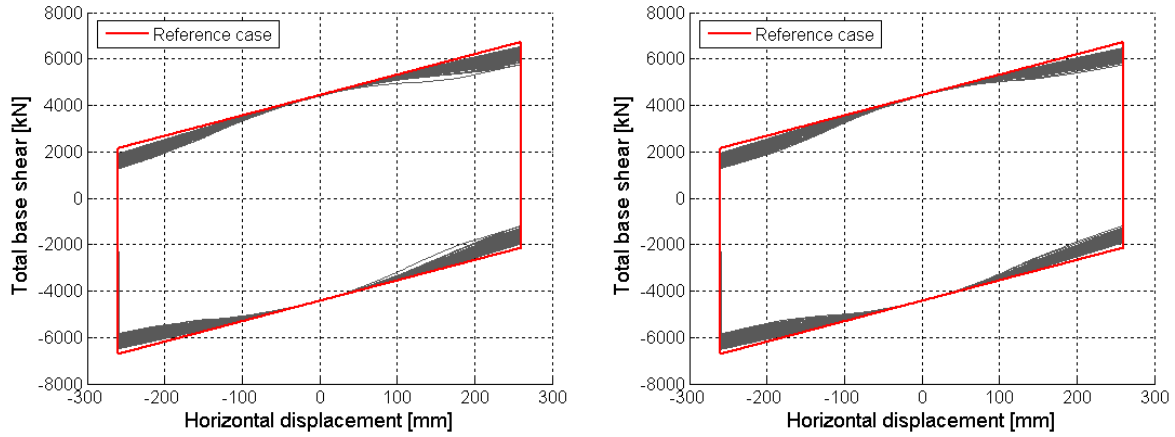 Reference case
Total base shear [kN]
8000
6000
4000
2000
0
-2000
-4000
-6000
-8000
-300 -200 -100 0 100 200 300
Horizontal displacement [mm]
Reference case
Total base shear [kN]
8000
6000
4000
2000
0
-2000
-4000
-6000
-8000
-300 -200 -100 0 100 200 300
Horizontal displacement [mm]